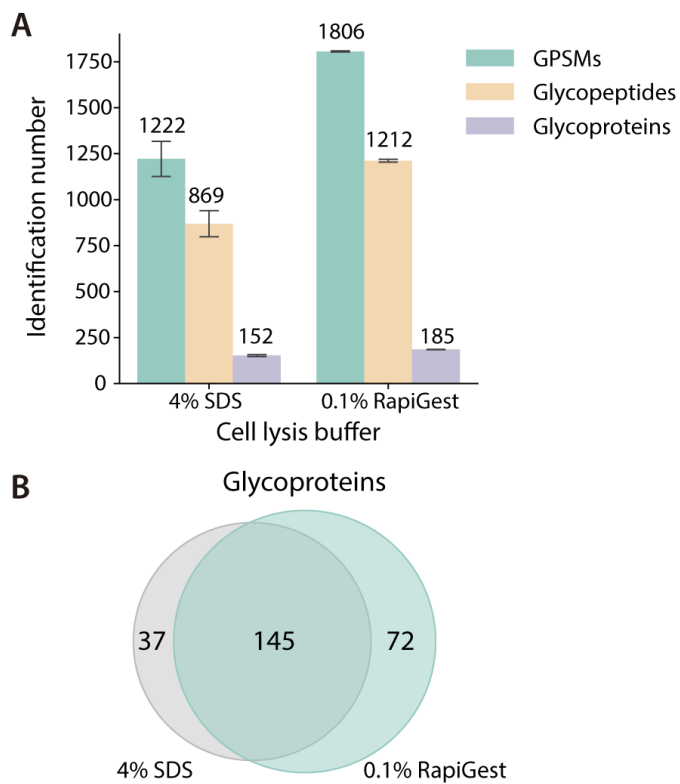 A
1806
1750
GPSMs
Glycopeptides
1500
Glycoproteins
1222
1212
1250
869
1000
750
500
152
185
250
0
Identification number
4% SDS
0.1% RapiGest
Cell lysis buffer
B
Glycoproteins
37
145
72
4% SDS
0.1% RapiGest